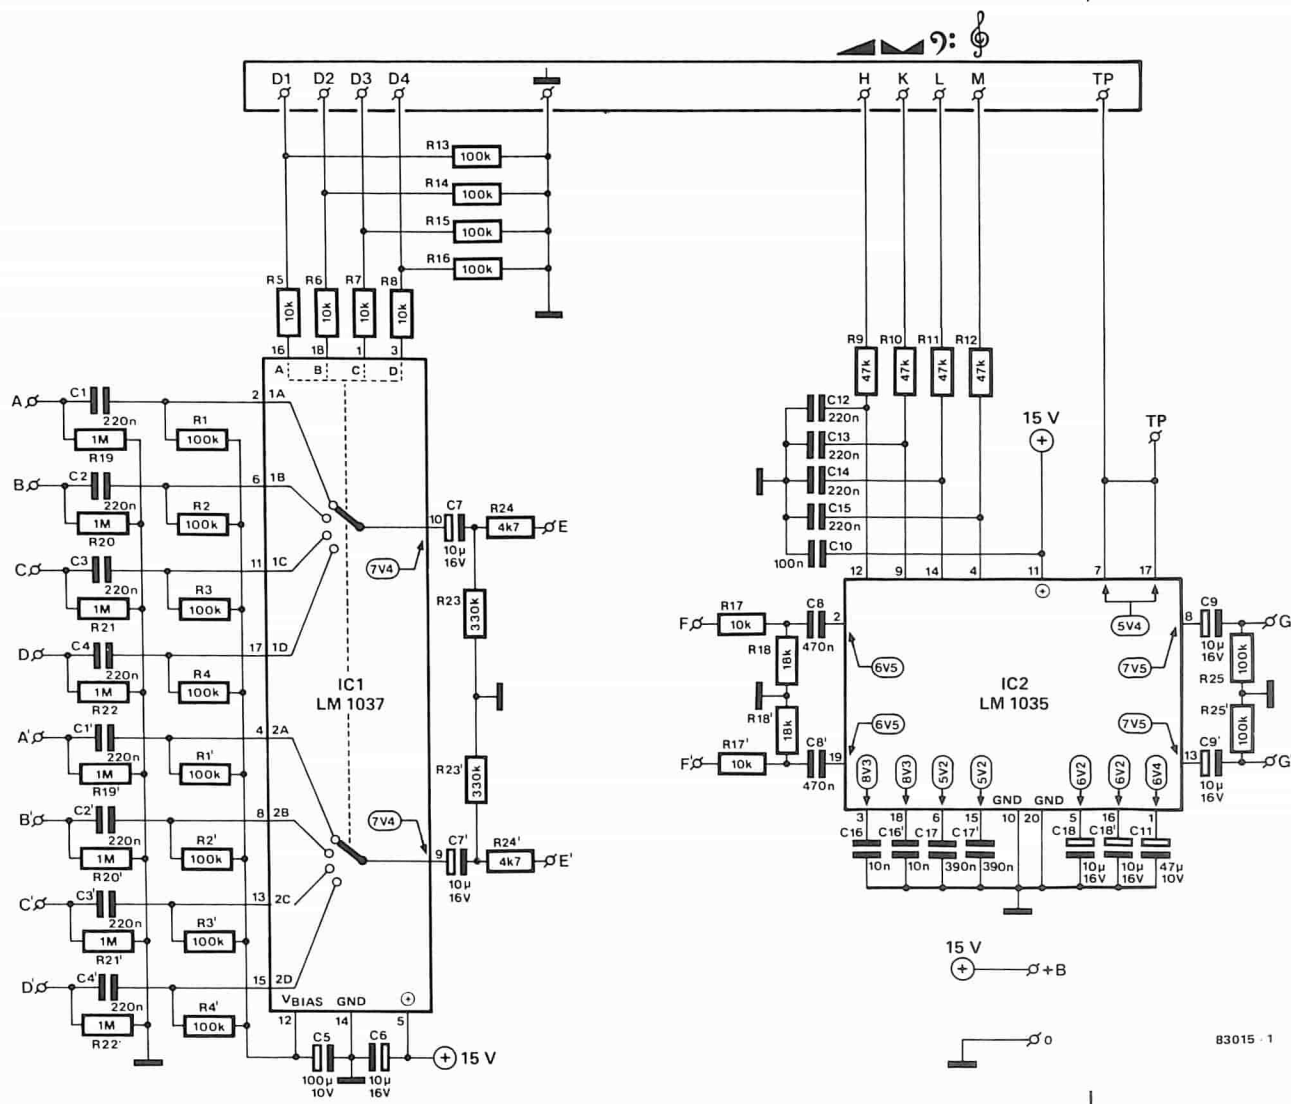 D1 D2 D3 D4 H K L M TP
R13 100k
R14 100k
R15 100k
R16 100k
R5 R6 R7 R8
10k 10k 10k 10k
16 18 1 3
A B C D
R9 R10 R11 R12
47k 47k 47k 47k
C12 220n
C13 220n
C14 220n
C15 220n
C10 100n
15 V
TP
A C1 220n R1 100k 2 1A
1M R19
B C2 220n R2 100k 6 1B
1M R20
C C3 220n R3 100k 11 1C
1M R21
D C4 220n R4 100k 17 1D
1M R22
A' C1' 220n R1' 100k 4 2A
1M R19'
B' C2' 220n R2' 100k 8 2B
1M R20'
C' C3' 220n R3' 100k 13 2C
1M R21'
D' C4' 220n R4' 100k 15 2D
1M R22'
IC1
LM 1037
10 C7 R24
10µ 16V 4k7 E
7V4
R23 330k
R23' 330k
7V4
9 C7' R24'
10µ 16V 4k7 E'
VBIAS GND
12 14 5
C5 C6
100µ 10V
10µ 16V
15 V
12 9 14 4 11 7 17
5V4
F R17 10k C8 470n 2
R18 18k
6V5
R18' 18k
6V5
F' R17' 10k C8' 470n 19
IC2
LM 1035
7V5
8 C9 10µ 16V G
100k R25
R25' 100k
7V5
13 C9' 10µ 16V G'
8V3 8V3 5V2 5V2 6V2 6V2 6V4
GND GND
3 18 6 15 10 20 5 16 1
C16 C16' C17 C17' C18 C18' C11
10n 10n 390n 390n 10µ 16V 10µ 16V 47µ 10V
15 V
+B
0
83015 - 1